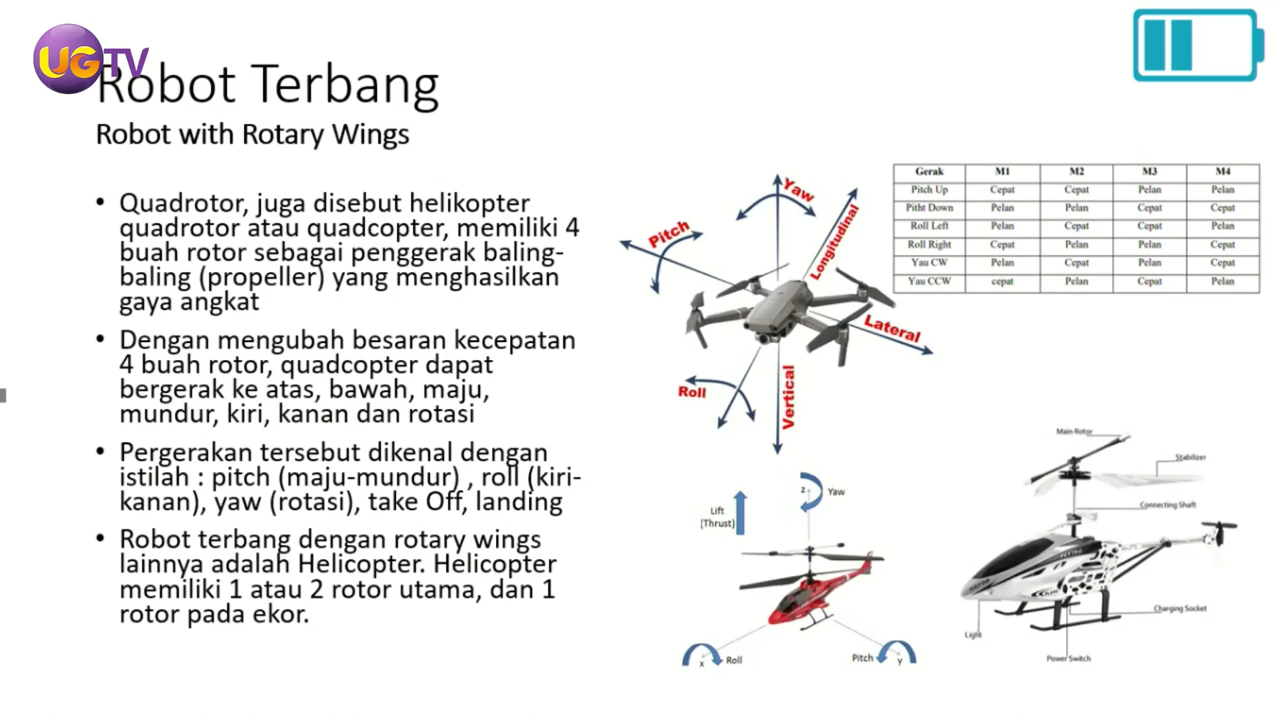 UGTV
Robot Terbang
Robot with Rotary Wings
• Quadrotor, juga disebut helikopter
quadrotor atau quadcopter, memiliki 4
buah rotor sebagai penggerak baling-
baling (propeller) yang menghasilkan
gaya angkat
• Dengan mengubah besaran kecepatan
4 buah rotor, quadcopter dapat
bergerak ke atas, bawah, maju,
mundur, kiri, kanan dan rotasi
• Pergerakan tersebut dikenal dengan
istilah : pitch (maju-mundur) , roll (kiri-
kanan), yaw (rotasi), take Off, landing
• Robot terbang dengan rotary wings
lainnya adalah Helicopter. Helicopter
memiliki 1 atau 2 rotor utama, dan 1
rotor pada ekor.
Yaw
Pitch
Longitudinal
Lateral
Roll
Vertical
Gerak M1 M2 M3 M4
Pitch Up Cepat Cepat Pelan Pelan
Pitht Down Pelan Pelan Cepat Cepat
Roll Left Pelan Cepat Cepat Pelan
Roll Right Cepat Pelan Pelan Cepat
Yau CW Pelan Cepat Pelan Cepat
Yau CCW cepat Pelan Cepat Pelan
z
Yaw
Lift
(Thrust)
x
Roll
Pitch
y
Main Rotor
Stabilizer
Connecting Shaft
FLYING
Charging Socket
Light
Power Switch